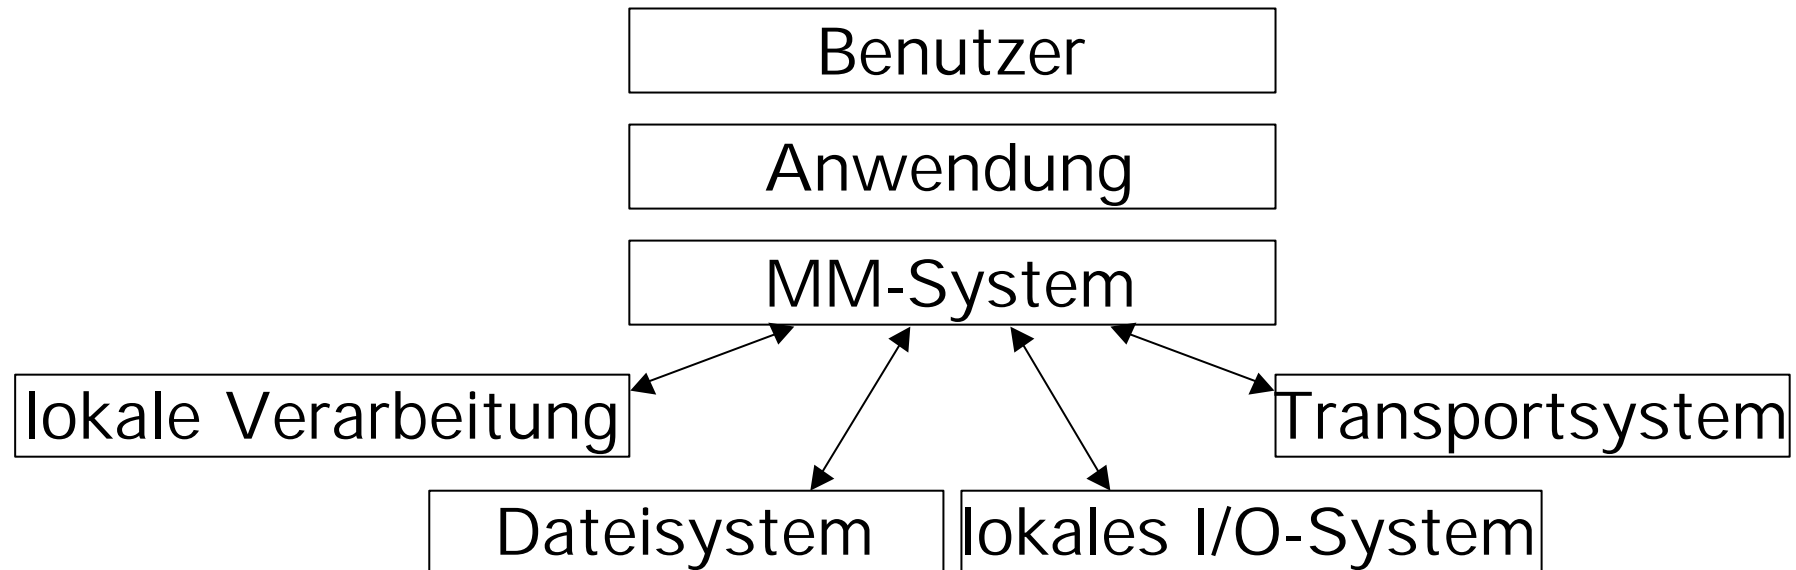 Benutzer
Anwendung
MM-System
lokale Verarbeitung
Transportsystem
Dateisystem
lokales I/O-System